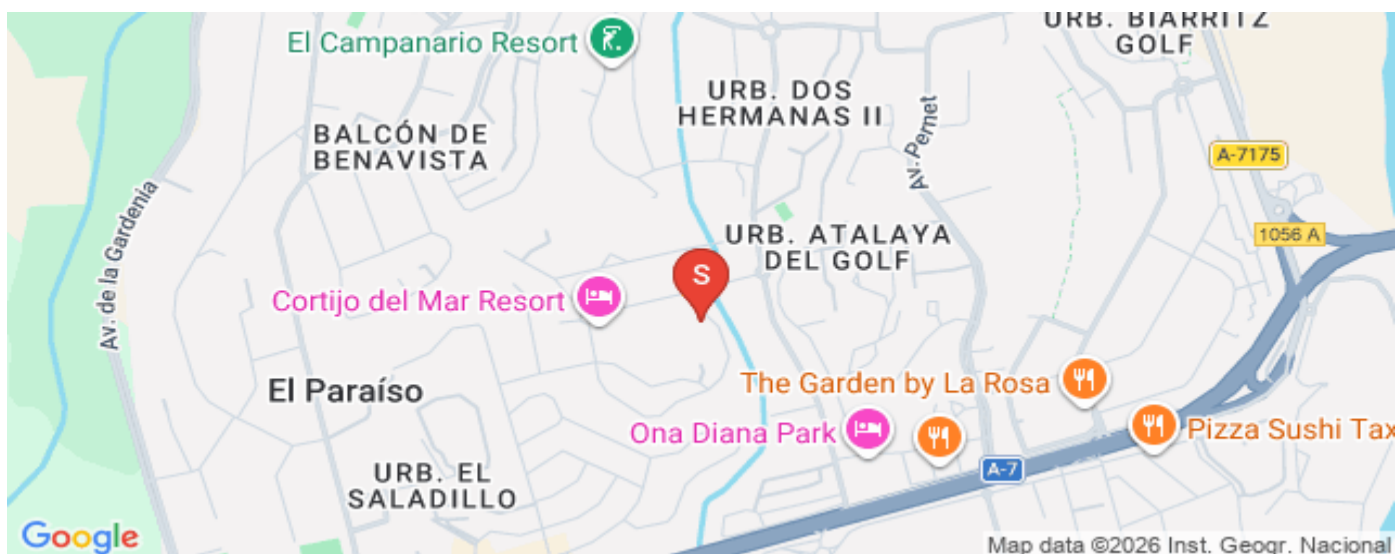 URB. BIARRITZ
GOLF
El Campanario Resort
URB. DOS
HERMANAS II
BALCÓN DE
BENAVISTA
Av. Pernet
A-7175
Av. de la Gardenia
URB. ATALAYA
DEL GOLF
1056 A
S
Cortijo del Mar Resort
El Paraíso
The Garden by La Rosa
Ona Diana Park
Pizza Sushi Tax
A-7
URB. EL
SALADILLO
Google
Map data ©2026 Inst. Geogr. Nacional